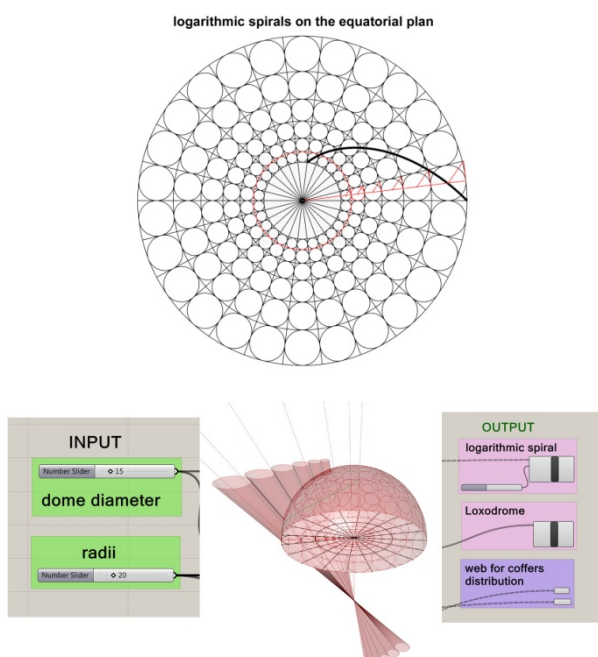 logarithmic spirals on the equatorial plan
INPUT
Number Slider
15
dome diameter
radii
Number Slider
20
OUTPUT
logarithmic spiral
Loxodrome
web for coffers
distribution